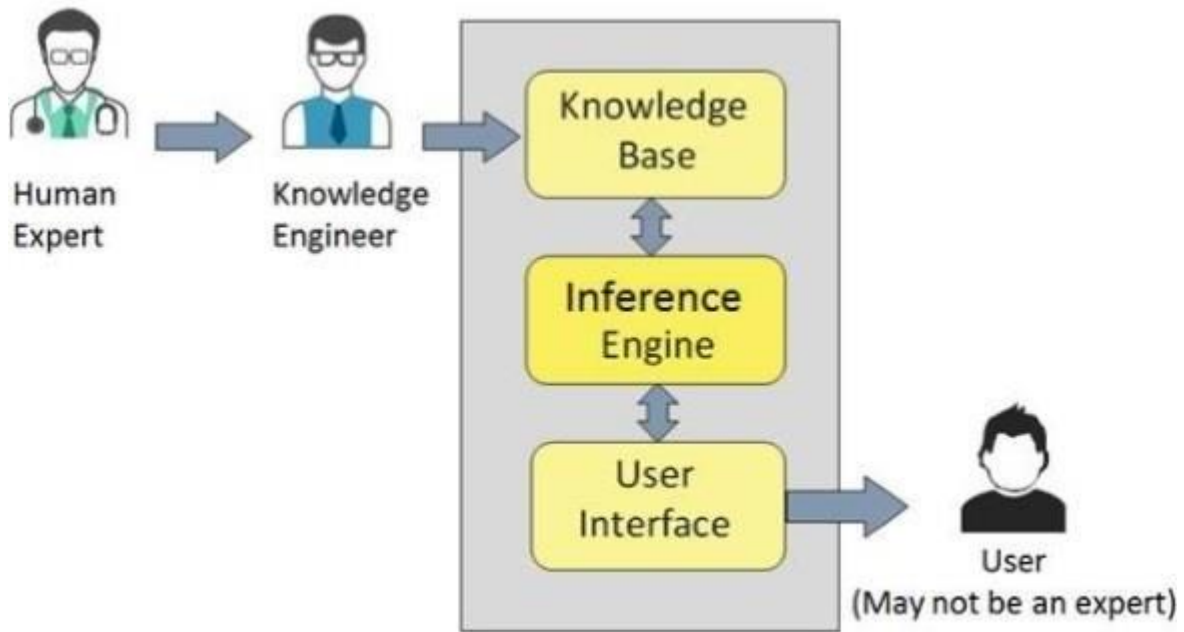 Human
Expert
Knowledge
Engineer
Knowledge
Base
Inference
Engine
User
Interface
User
(May not be an expert)